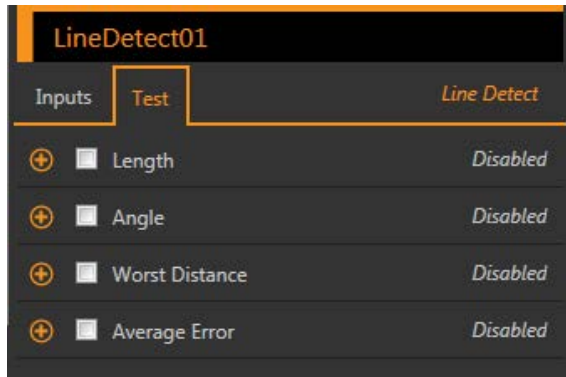 LineDetect01
Inputs Test Line Detect
Length Disabled
Angle Disabled
Worst Distance Disabled
Average Error Disabled